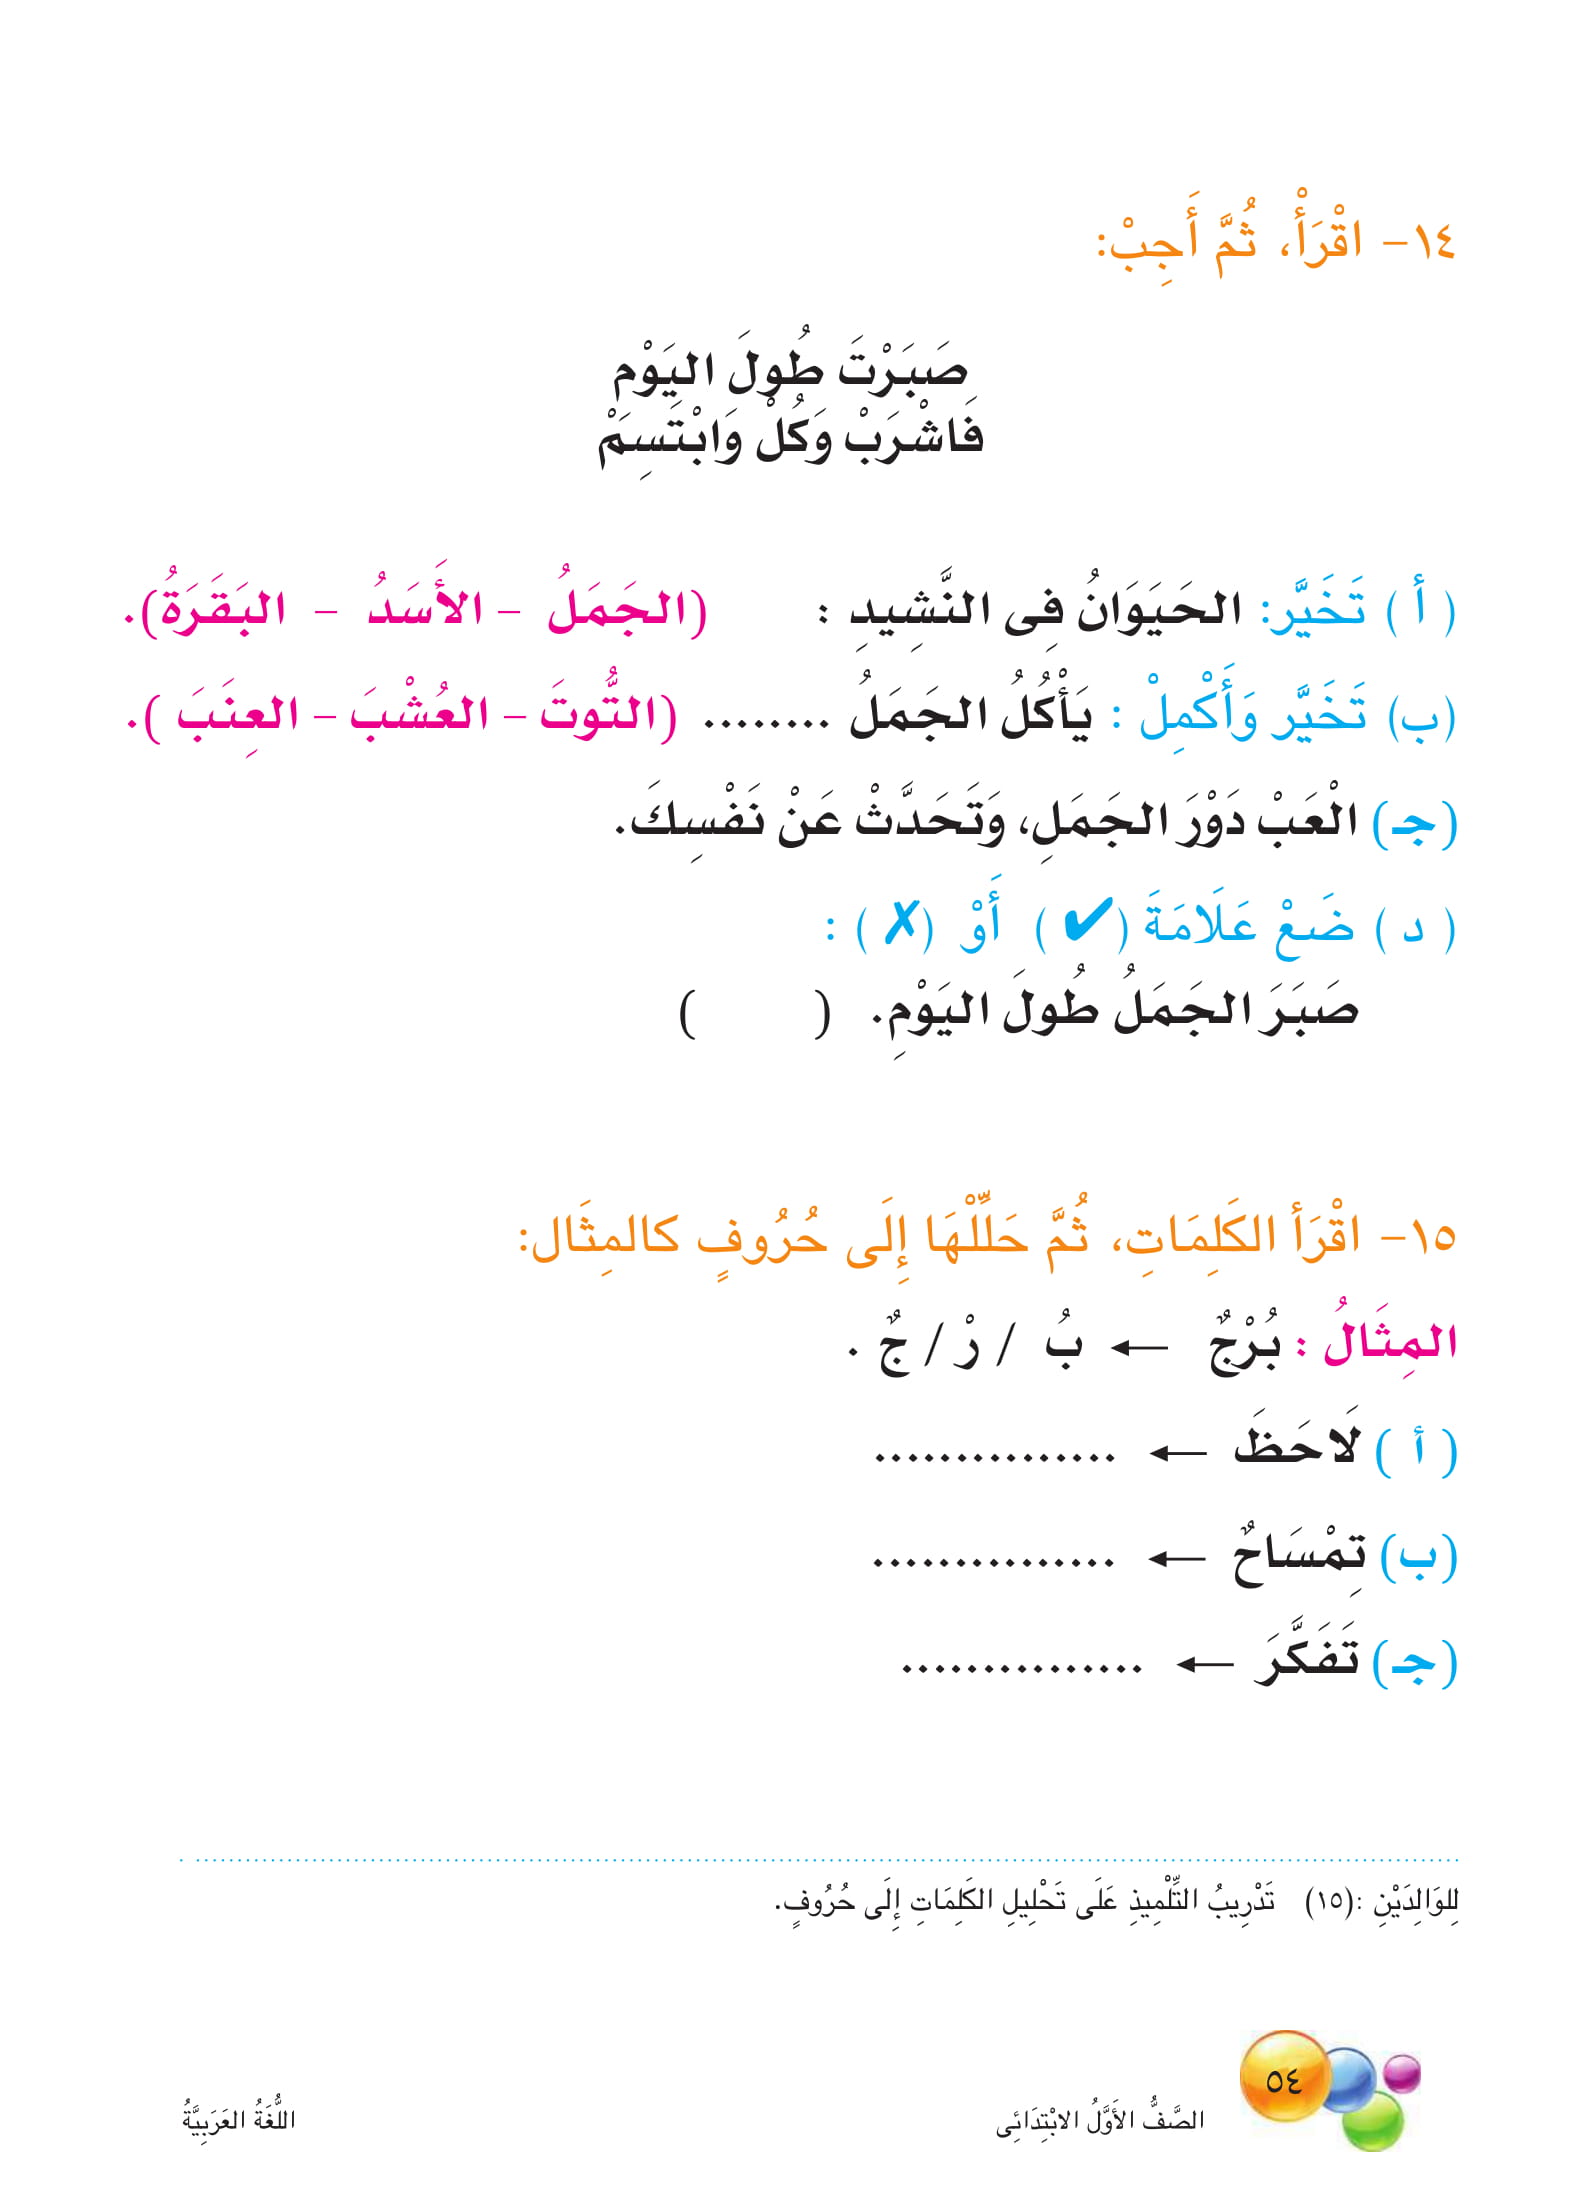 ١٤- اقْرَأْ، ثُمَّ أَجِبْ:
صَبَرْتَ طُولَ اليَوْم
فَاشْرَبْ وَكُلْ وَابْتَسِمْ
( أ ) تَخَيَّر: الحَيَوَانُ فِى النَّشِيدِ : (الجَمَلُ - الأَسَدُ - البَقَرَةُ).
(ب) تَخَيَّر وَأَكْمِلْ : يَأْكُلُ الجَمَلُ ........ (التُّوتَ - العُشْبَ - العِنَبَ ).
(جـ) الْعَبْ دَوْرَ الجَمَلِ، وَتَحَدَّثْ عَنْ نَفْسِكَ.
( د ) ضَعْ عَلَامَةَ (✔) أَوْ (✗) :
صَبَرَ الجَمَلُ طُولَ اليَوْمِ. ( )
١٥- اقْرَأ الكَلِمَاتِ، ثُمَّ حَلِّلْهَا إِلَى حُرُوفٍ كالمِثَال:
المِثَالُ : بُرْجٌ ← بُ / رْ / جٌ .
( أ ) لَاحَظَ ← ..............
(ب) تِمْسَاحٌ ← ..............
(جـ) تَفَكَّرَ ← ..............
لِلوَالِدَيْنِ :(١٥) تَدْرِيبُ التِّلْمِيذِ عَلَى تَحْلِيلِ الكَلِمَاتِ إِلَى حُرُوفٍ.
٥٤
الصَّفُّ الأَوَّلُ الابْتِدَائِى
اللُّغَةُ العَرَبِيَّةُ